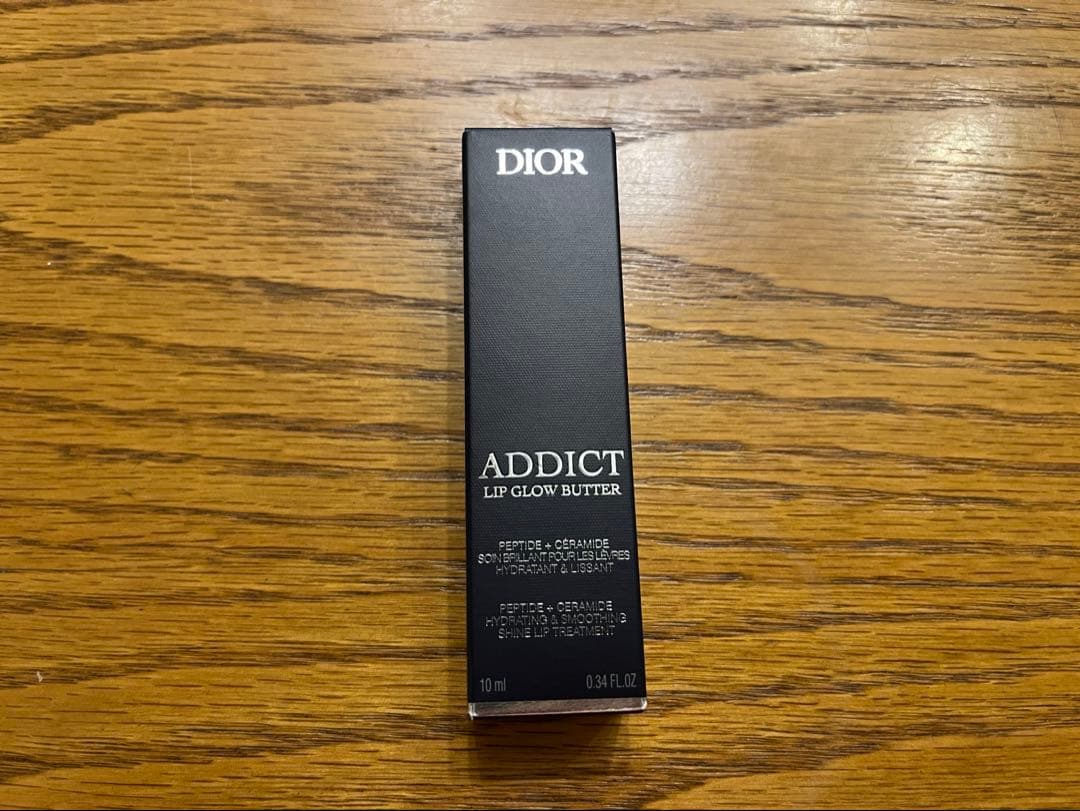 DIOR
ADDICT
LIP GLOW BUTTER
PEPTIDE + CÉRAMIDE
SOIN BRILLANT POUR LES LÈVRES
HYDRATANT & LISSANT
PEPTIDE + CERAMIDE
HYDRATING & SMOOTHING
SHINE LIP TREATMENT
10 ml 0.34 FL.OZ